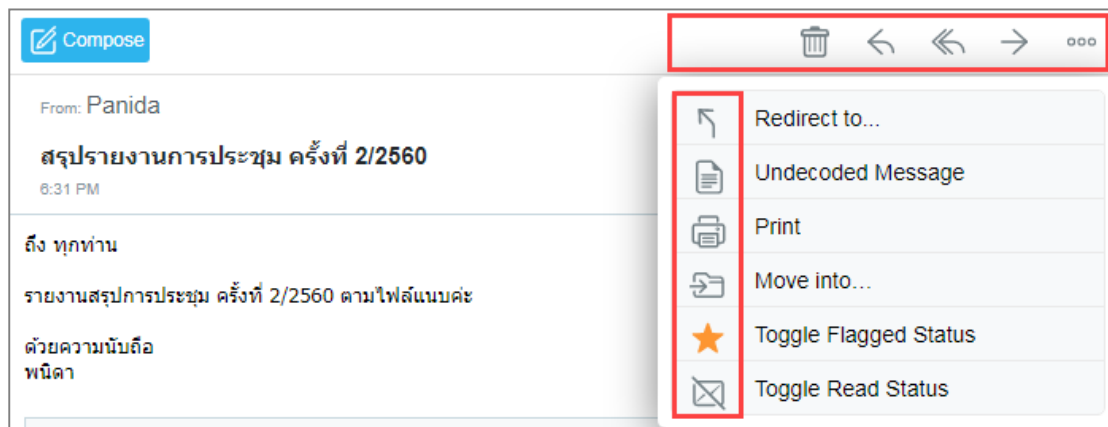 Compose
From: Panida
สรุปรายงานการประชุม ครั้งที่ 2/2560
6:31 PM
ถึง ทุกท่าน
รายงานสรุปการประชุม ครั้งที่ 2/2560 ตามไฟล์แนบค่ะ
ด้วยความนับถือ
พนิดา
Redirect to...
Undecoded Message
Print
Move into...
Toggle Flagged Status
Toggle Read Status